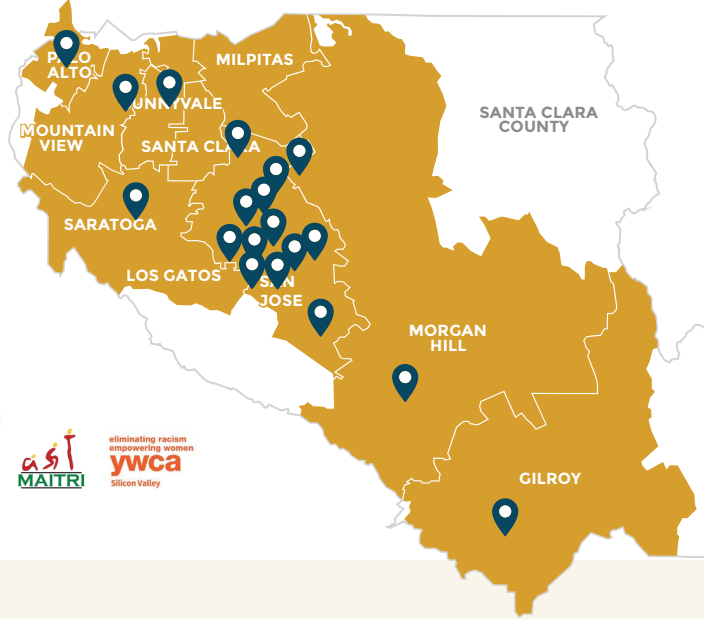 PALO
ALTO
MILPITAS
SUNNYVALE
SANTA CLARA
COUNTY
MOUNTAIN
VIEW
SANTA CLARA
SARATOGA
LOS GATOS
SAN
JOSE
MORGAN
HILL
GILROY
MAITRI
eliminating racism
empowering women
ywca
Silicon Valley